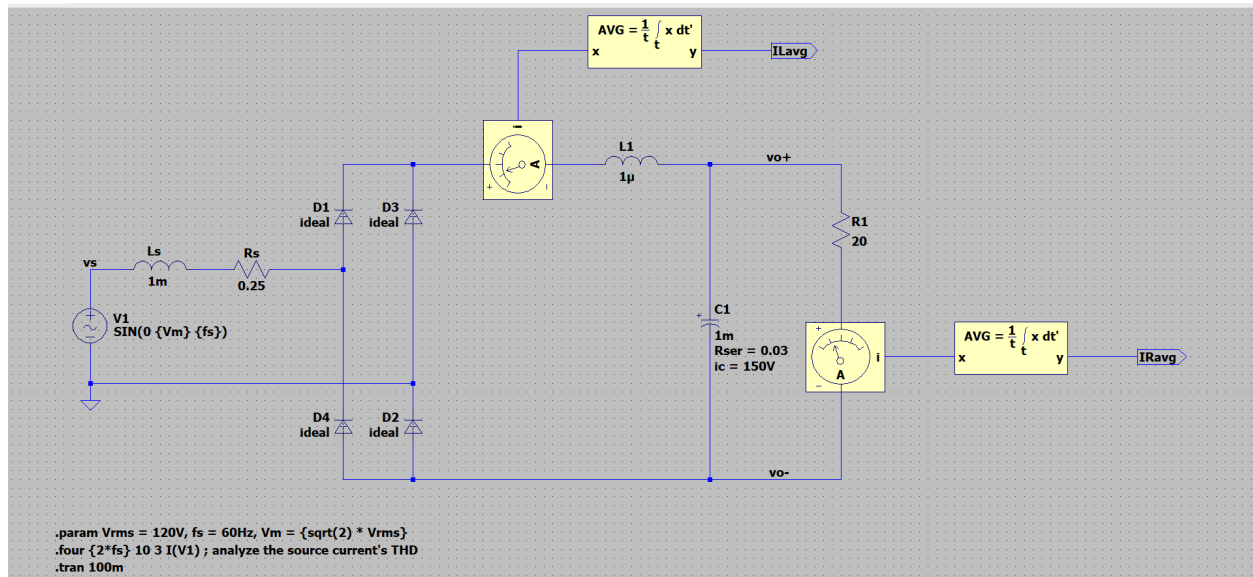 AVG = 1/t ∫ x dt'
t
x
y
ILavg
A
+
-
L1
1µ
vo+
D1
ideal
D3
ideal
R1
20
Ls
1m
Rs
0.25
vs
V1
SIN(0 {Vm} {fs})
C1
1m
Rser = 0.03
ic = 150V
+
A
i
-
AVG = 1/t ∫ x dt'
t
x
y
IRavg
D4
ideal
D2
ideal
vo-
.param Vrms = 120V, fs = 60Hz, Vm = {sqrt(2) * Vrms}
.four {2*fs} 10 3 I(V1) ; analyze the source current's THD
.tran 100m